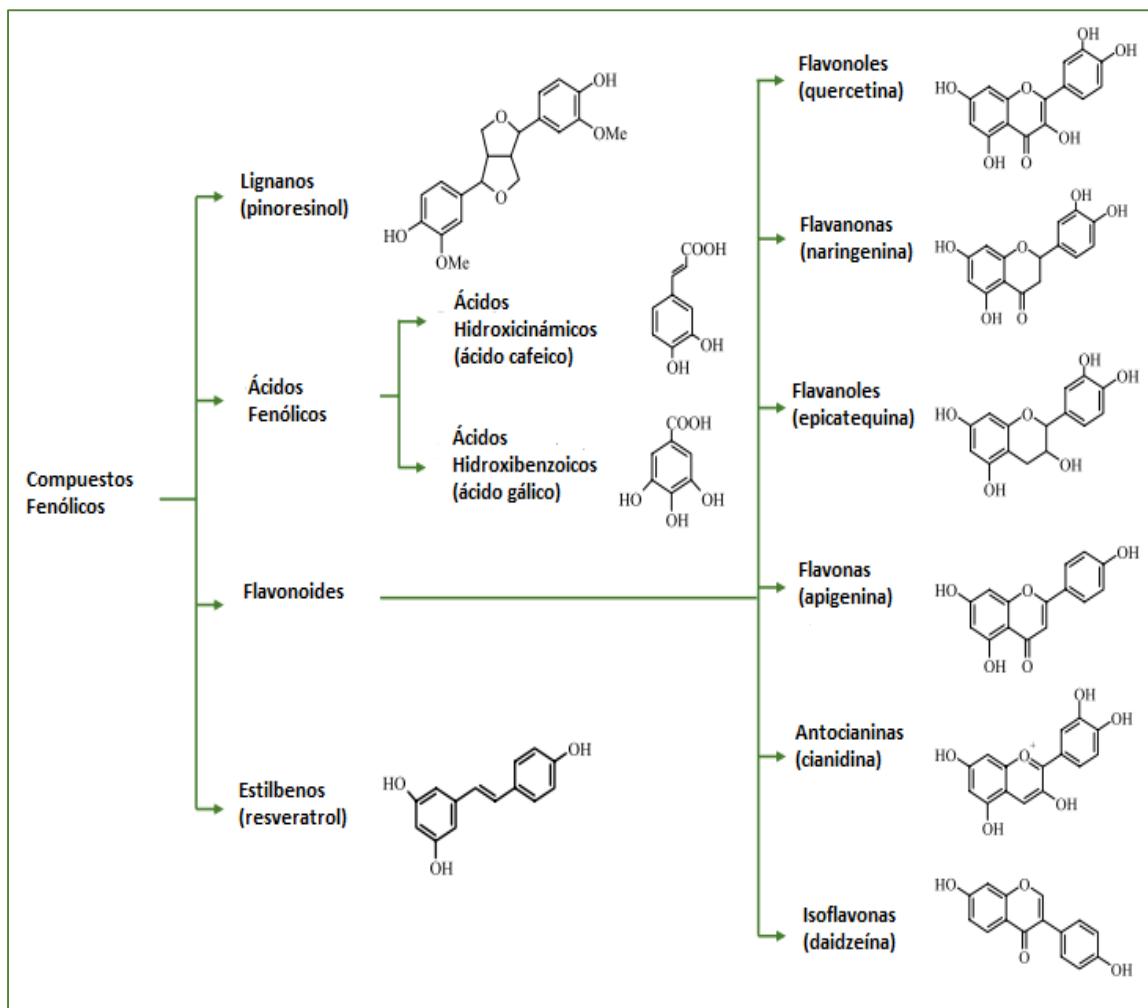 Compuestos
Fenólicos
Lignanos
(pinoresinol)
O
O
OH
OMe
HO
OMe
Ácidos
Fenólicos
Ácidos
Hidroxicinámicos
(ácido cafeico)
COOH
OH
OH
Ácidos
Hidroxibenzoicos
(ácido gálico)
COOH
HO
OH
OH
Flavonoides
Estilbenos
(resveratrol)
OH
HO
OH
Flavonoles
(quercetina)
OH
OH
HO
O
OH
OH
O
Flavanonas
(naringenina)
OH
OH
HO
O
OH
O
Flavanoles
(epicatequina)
OH
OH
HO
O
OH
OH
Flavonas
(apigenina)
OH
HO
O
OH
O
Antocianinas
(cianidina)
OH
OH
HO
O+
OH
OH
Isoflavonas
(daidzeína)
HO
O
O
OH